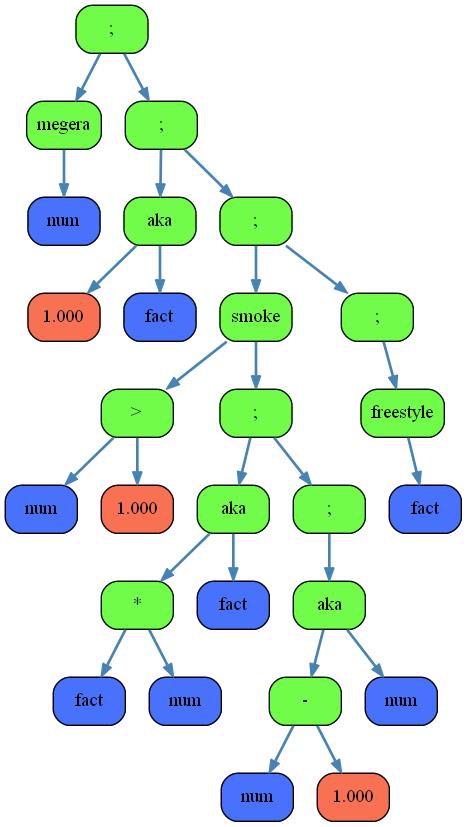 ;
megera ;
num aka ;
1.000 fact smoke ;
> ; freestyle
num 1.000 aka ; fact
* fact aka
fact num - num
num 1.000